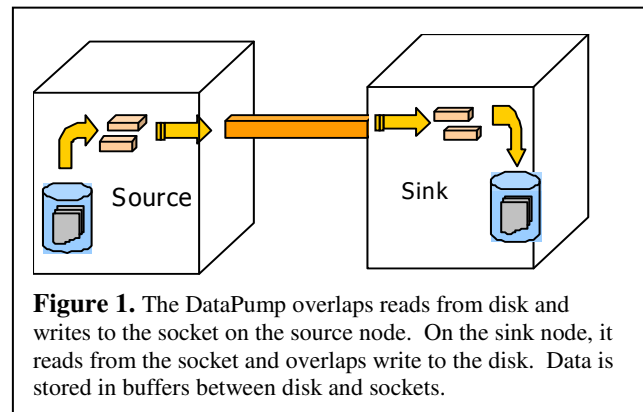 Source
Sink
Figure 1. The DataPump overlaps reads from disk and
writes to the socket on the source node. On the sink node, it
reads from the socket and overlaps write to the disk. Data is
stored in buffers between disk and sockets.